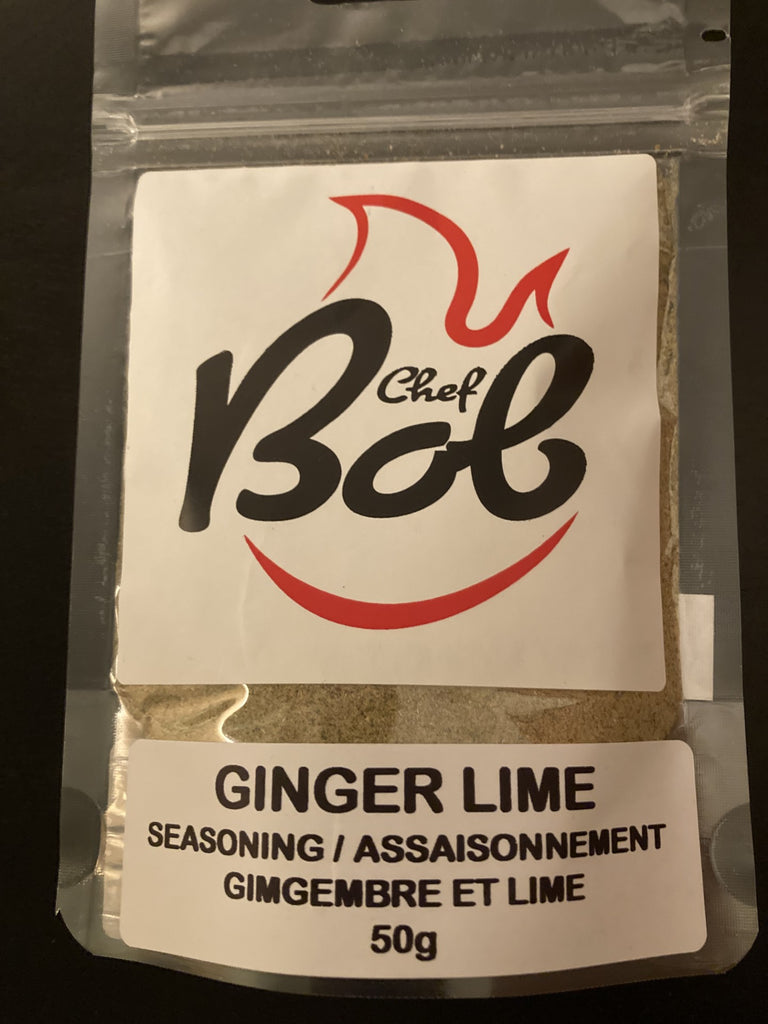 Chef
Bob
GINGER LIME
SEASONING / ASSAISONNEMENT
GIMGEMBRE ET LIME
50g